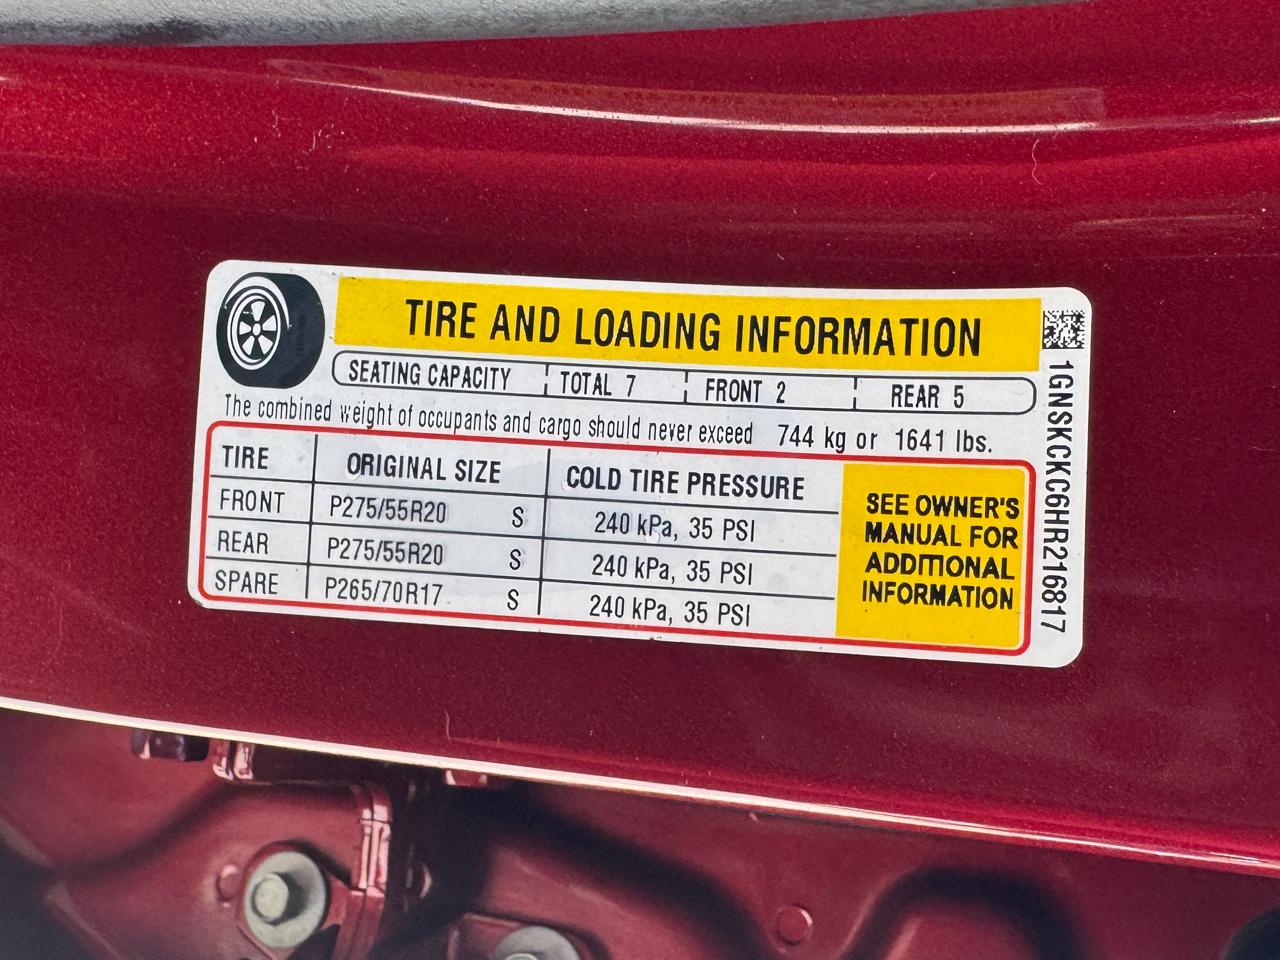 TIRE AND LOADING INFORMATION
SEATING CAPACITY TOTAL 7 FRONT 2 REAR 5
The combined weight of occupants and cargo should never exceed 744 kg or 1641 lbs.
TIRE ORIGINAL SIZE COLD TIRE PRESSURE
FRONT P275/55R20 S 240 kPa, 35 PSI
REAR P275/55R20 S 240 kPa, 35 PSI
SPARE P265/70R17 S 240 kPa, 35 PSI
SEE OWNER'S
MANUAL FOR
ADDITIONAL
INFORMATION
1GNSKCKC6HR216817